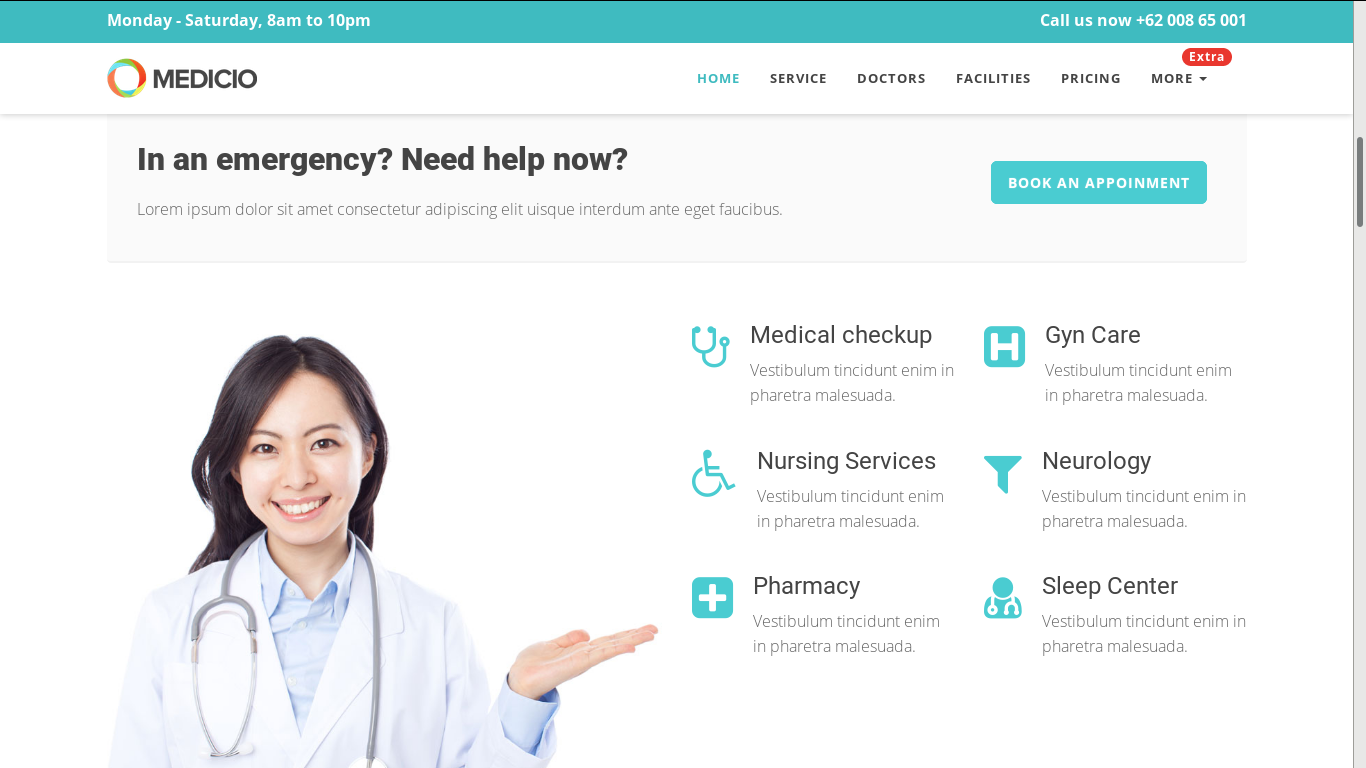 Monday - Saturday, 8am to 10pm
Call us now +62 008 65 001
MEDICIO
HOME
SERVICE
DOCTORS
FACILITIES
PRICING
MORE
Extra
In an emergency? Need help now?
Lorem ipsum dolor sit amet consectetur adipiscing elit uisque interdum ante eget faucibus.
BOOK AN APPOINMENT
Medical checkup
Vestibulum tincidunt enim in
pharetra malesuada.
Gyn Care
Vestibulum tincidunt enim
in pharetra malesuada.
Nursing Services
Vestibulum tincidunt enim
in pharetra malesuada.
Neurology
Vestibulum tincidunt enim in
pharetra malesuada.
Pharmacy
Vestibulum tincidunt enim
in pharetra malesuada.
Sleep Center
Vestibulum tincidunt enim in
pharetra malesuada.